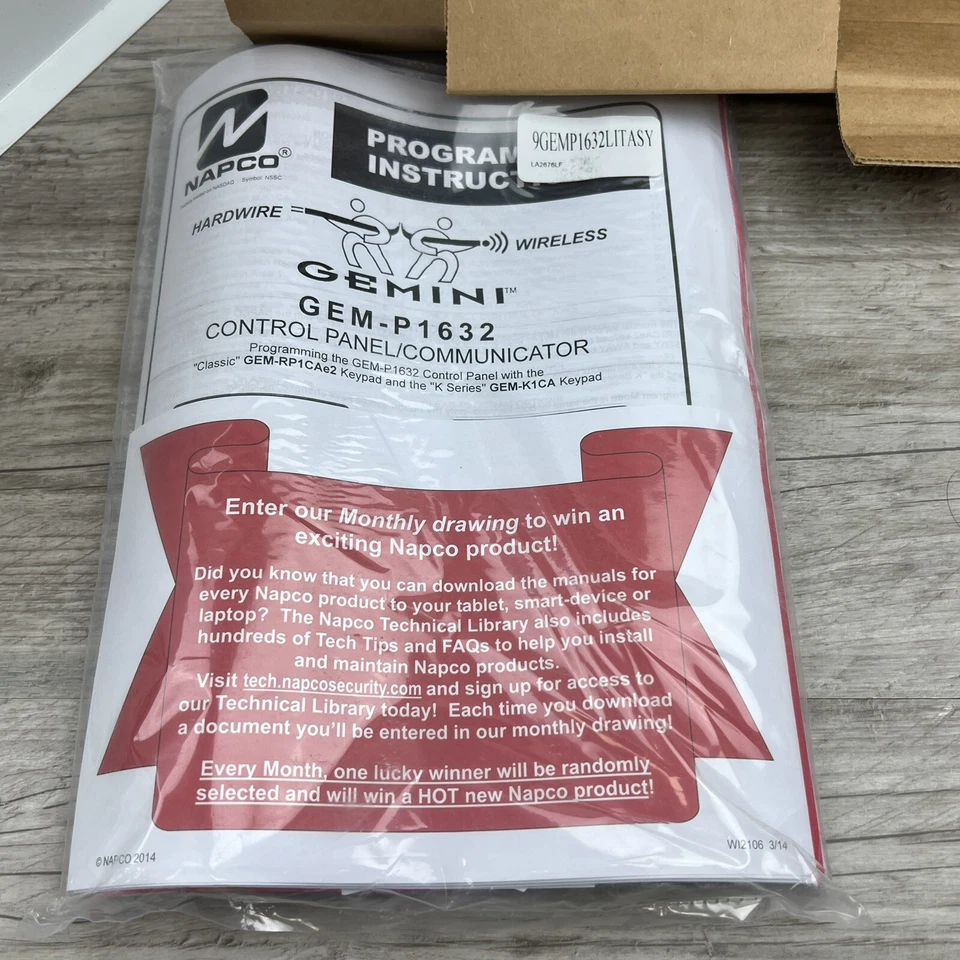 NAPCO®
Symbol: NSSC
PROGRAM
INSTRUCTI
9GEMP1632LITASY
LA2676LF
HARDWIRE
WIRELESS
GEMINI™
GEM-P1632
CONTROL PANEL/COMMUNICATOR
Programming the GEM-P1632 Control Panel with the
"Classic" GEM-RP1CAe2 Keypad and the "K Series" GEM-K1CA Keypad
Enter our Monthly drawing to win an
exciting Napco product!
Did you know that you can download the manuals for
every Napco product to your tablet, smart-device or
laptop? The Napco Technical Library also includes
hundreds of Tech Tips and FAQs to help you install
and maintain Napco products.
Visit tech.napcosecurity.com and sign up for access to
our Technical Library today! Each time you download
a document you'll be entered in our monthly drawing!
Every Month, one lucky winner will be randomly
selected and will win a HOT new Napco product!
© NAPCO 2014
WI2106 3/14